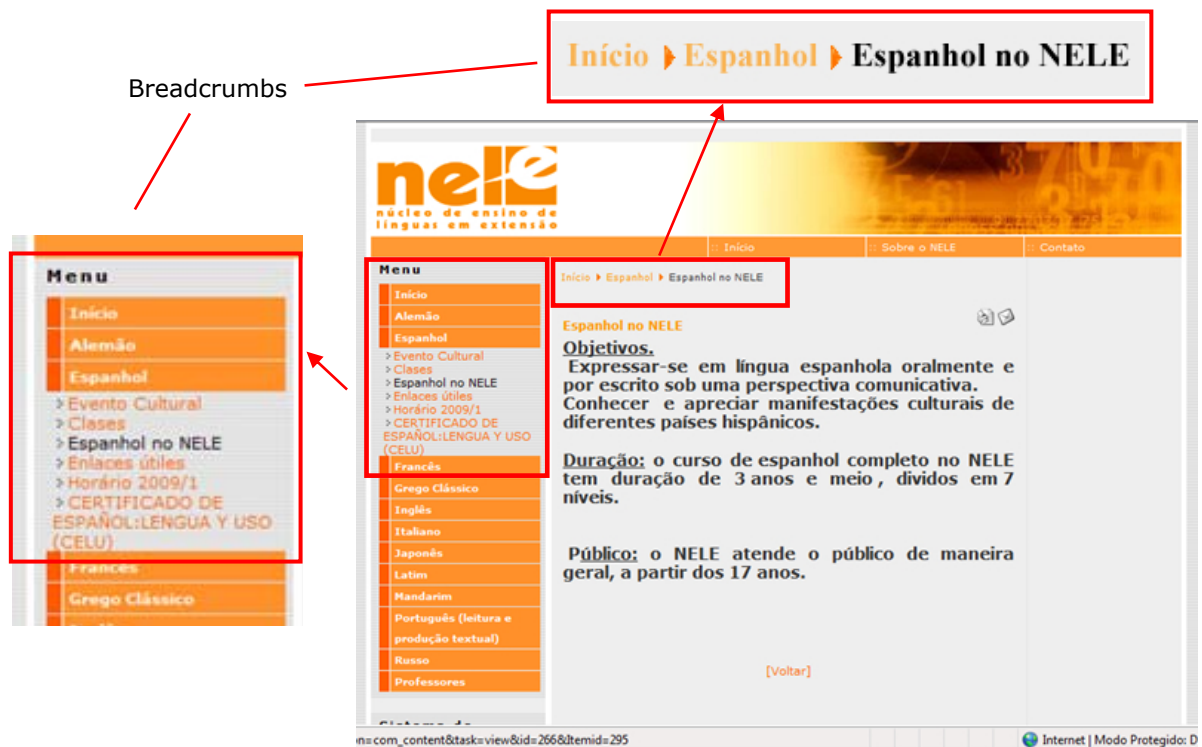 Início Espanhol Espanhol no NELE
Breadcrumbs
nele
núcleo de ensino de
línguas em extensão
:: Início :: Sobre o NELE :: Contato
Menu
Início
Alemão
Espanhol
> Evento Cultural
> Clases
> Espanhol no NELE
> Enlaces útiles
> Horário 2009/1
> CERTIFICADO DE
ESPAÑOL:LENGUA Y USO
(CELU)
Francês
Grego Clássico
Menu
Início
Alemão
Espanhol
> Evento Cultural
> Clases
> Espanhol no NELE
> Enlaces útiles
> Horário 2009/1
> CERTIFICADO DE
ESPAÑOL:LENGUA Y USO
(CELU)
Francês
Grego Clássico
Inglês
Italiano
Japonês
Latim
Mandarim
Português (leitura e
produção textual)
Russo
Professores
Início Espanhol Espanhol no NELE
Espanhol no NELE
Objetivos.
Expressar-se em língua espanhola oralmente e
por escrito sob uma perspectiva comunicativa.
Conhecer e apreciar manifestações culturais de
diferentes países hispânicos.
Duração: o curso de espanhol completo no NELE
tem duração de 3 anos e meio , dividos em 7
níveis.
Público: o NELE atende o público de maneira
geral, a partir dos 17 anos.
[Voltar]
n=com_content&task=view&id=266&Itemid=295
Internet | Modo Protegido: D